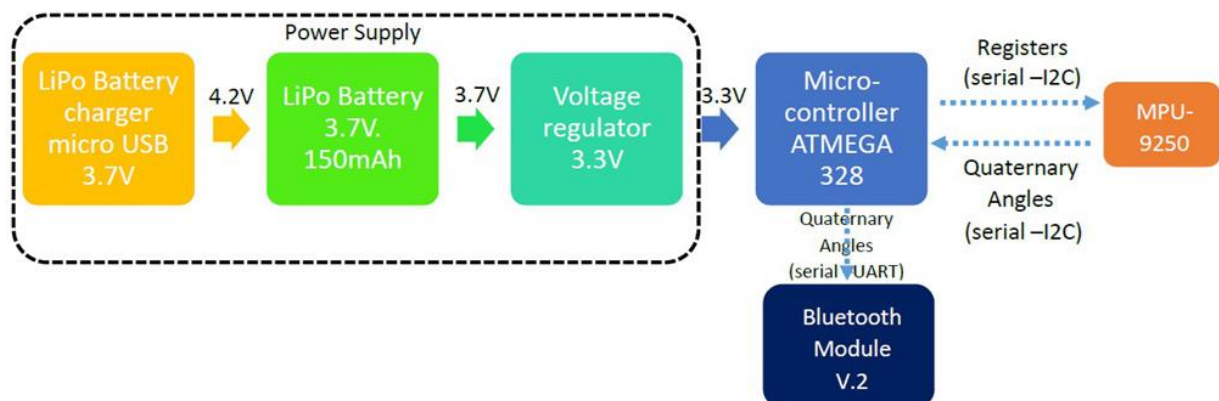 Power Supply
LiPo Battery
charger
micro USB
3.7V
4.2V
LiPo Battery
3.7V.
150mAh
3.7V
Voltage
regulator
3.3V
3.3V
Micro-
controller
ATMEGA
328
Registers
(serial –I2C)
MPU-
9250
Quaternary
Angles
(serial –I2C)
Quaternary
Angles
(serial –UART)
Bluetooth
Module
V.2